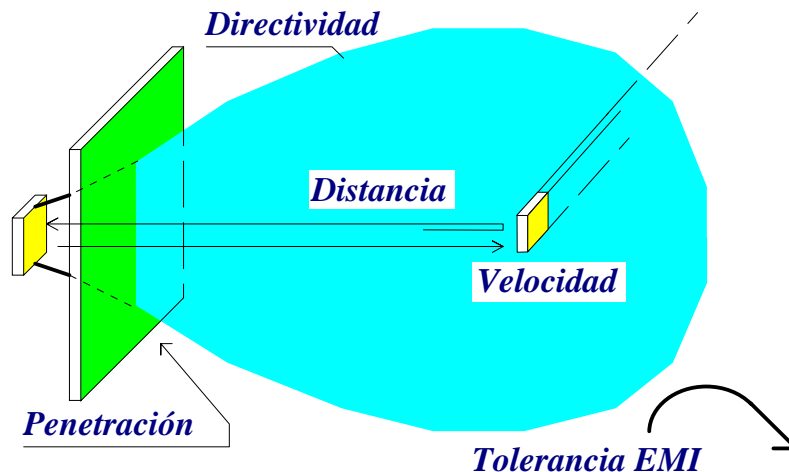 Directividad
Distancia
Velocidad
Penetración
Tolerancia EMI